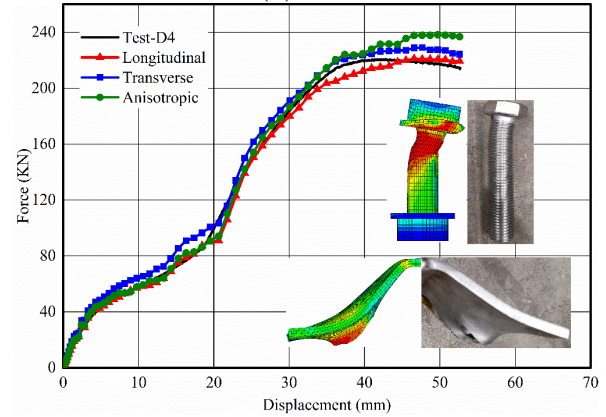 240
200
160
120
80
40
0
Force (KN)
Test-D4
Longitudinal
Transverse
Anisotropic
0 10 20 30 40 50 60 70
Displacement (mm)